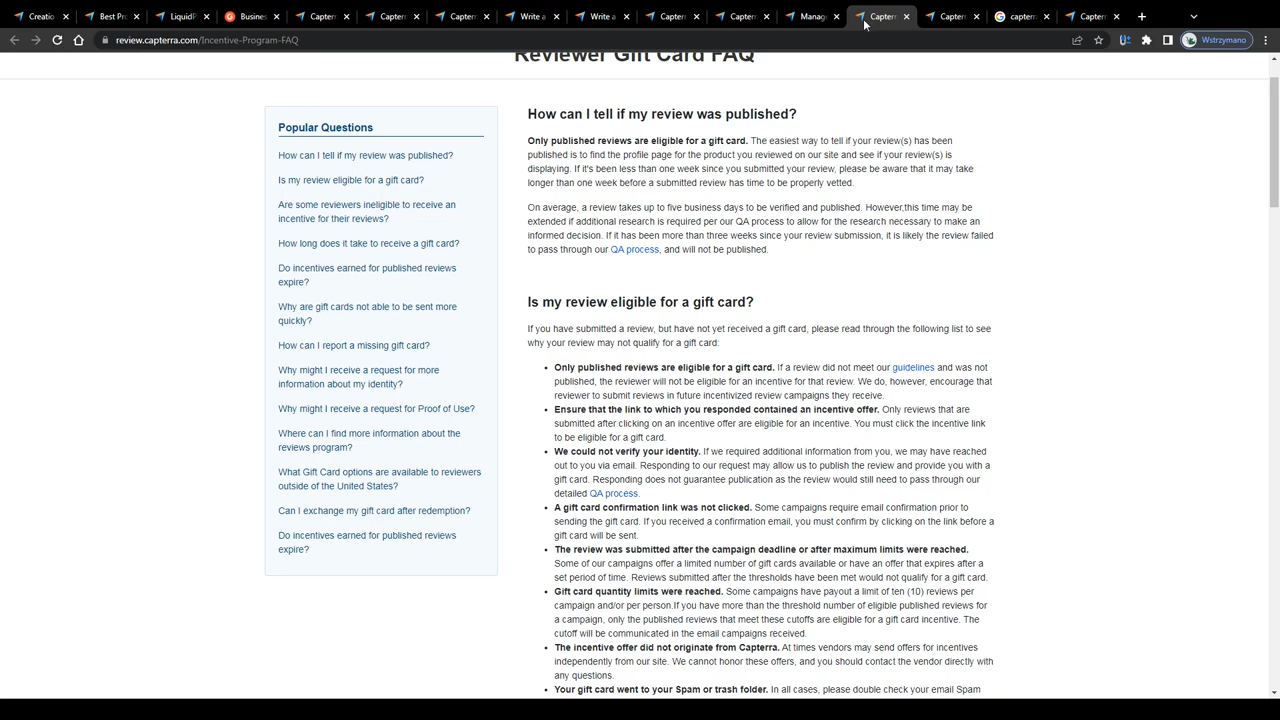 Creatio
Best Pr
LiquidP
Busines
Capterr
Capterr
Capterr
Write a
Write a
Capterr
Capterr
Manag
Capterr
Capterr
capterr
Capterr
review.capterra.com/Incentive-Program-FAQ
Wstrzymano
Reviewer Gift Card FAQ
Popular Questions
How can I tell if my review was published?
Is my review eligible for a gift card?
Are some reviewers ineligible to receive an
incentive for their reviews?
How long does it take to receive a gift card?
Do incentives earned for published reviews
expire?
Why are gift cards not able to be sent more
quickly?
How can I report a missing gift card?
Why might I receive a request for more
information about my identity?
Why might I receive a request for Proof of Use?
Where can I find more information about the
reviews program?
What Gift Card options are available to reviewers
outside of the United States?
Can I exchange my gift card after redemption?
Do incentives earned for published reviews
expire?
How can I tell if my review was published?
Only published reviews are eligible for a gift card. The easiest way to tell if your review(s) has been
published is to find the profile page for the product you reviewed on our site and see if your review(s) is
displaying. If it's been less than one week since you submitted your review, please be aware that it may take
longer than one week before a submitted review has time to be properly vetted.
On average, a review takes up to five business days to be verified and published. However,this time may be
extended if additional research is required per our QA process to allow for the research necessary to make an
informed decision. If it has been more than three weeks since your review submission, it is likely the review failed
to pass through our QA process, and will not be published.
Is my review eligible for a gift card?
If you have submitted a review, but have not yet received a gift card, please read through the following list to see
why your review may not qualify for a gift card:
Only published reviews are eligible for a gift card. If a review did not meet our guidelines and was not
published, the reviewer will not be eligible for an incentive for that review. We do, however, encourage that
reviewer to submit reviews in future incentivized review campaigns they receive.
Ensure that the link to which you responded contained an incentive offer. Only reviews that are
submitted after clicking on an incentive offer are eligible for an incentive. You must click the incentive link
to be eligible for a gift card.
We could not verify your identity. If we required additional information from you, we may have reached
out to you via email. Responding to our request may allow us to publish the review and provide you with a
gift card. Responding does not guarantee publication as the review would still need to pass through our
detailed QA process.
A gift card confirmation link was not clicked. Some campaigns require email confirmation prior to
sending the gift card. If you received a confirmation email, you must confirm by clicking on the link before a
gift card will be sent.
The review was submitted after the campaign deadline or after maximum limits were reached.
Some of our campaigns offer a limited number of gift cards available or have an offer that expires after a
set period of time. Reviews submitted after the thresholds have been met would not qualify for a gift card.
Gift card quantity limits were reached. Some campaigns have payout a limit of ten (10) reviews per
campaign and/or per person.If you have more than the threshold number of eligible published reviews for
a campaign, only the published reviews that meet these cutoffs are eligible for a gift card incentive. The
cutoff will be communicated in the email campaigns received.
The incentive offer did not originate from Capterra. At times vendors may send offers for incentives
independently from our site. We cannot honor these offers, and you should contact the vendor directly with
any questions.
Your gift card went to your Spam or trash folder. In all cases, please double check your email Spam